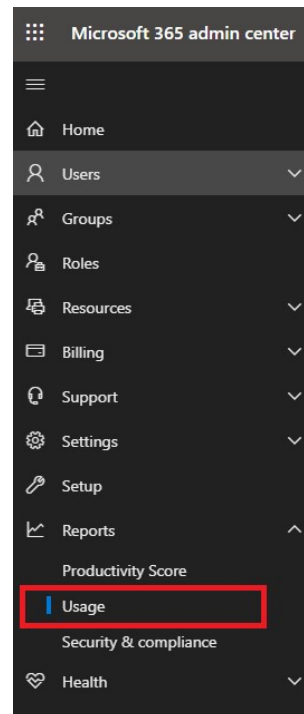 Microsoft 365 admin center
Home
Users
Groups
Roles
Resources
Billing
Support
Settings
Setup
Reports
Productivity Score
Usage
Security & compliance
Health